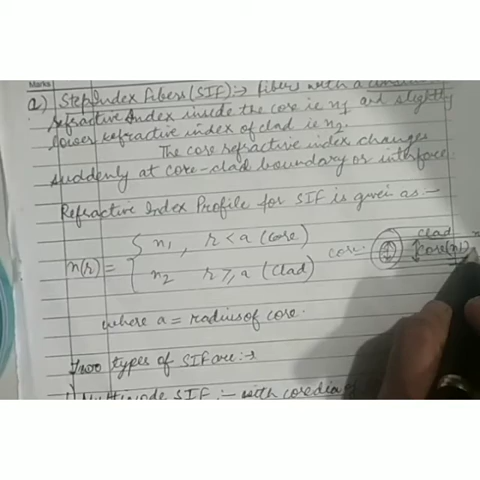 Marks
a) Step Index Fibers (SIF) :→ fibers with a
refractive Index inside the core ie n1 and slightly
lower refractive index of clad ie n2.
The core refractive index changes
suddenly at core-clad boundary or interface.
Refractive Index Profile for SIF is given as:-
n(r) = { n1, r < a (core)
n2 r ≥ a (Clad)
core
clad
core(n1)
where a = radius of core.
Two types of SIF are :→
Multimode SIF :- with core dia